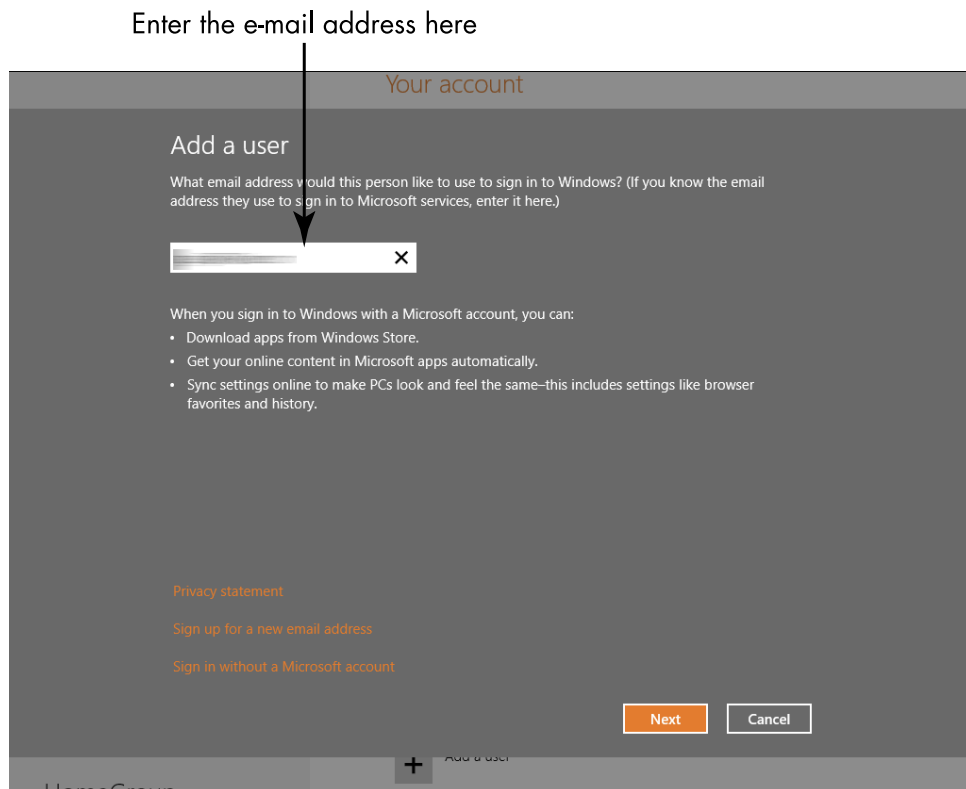 Enter the e-mail address here
Your account
Add a user
What email address would this person like to use to sign in to Windows? (If you know the email
address they use to sign in to Microsoft services, enter it here.)
When you sign in to Windows with a Microsoft account, you can:
• Download apps from Windows Store.
• Get your online content in Microsoft apps automatically.
• Sync settings online to make PCs look and feel the same–this includes settings like browser
favorites and history.
Privacy statement
Sign up for a new email address
Sign in without a Microsoft account
Next Cancel
Add a user
HomeGroup